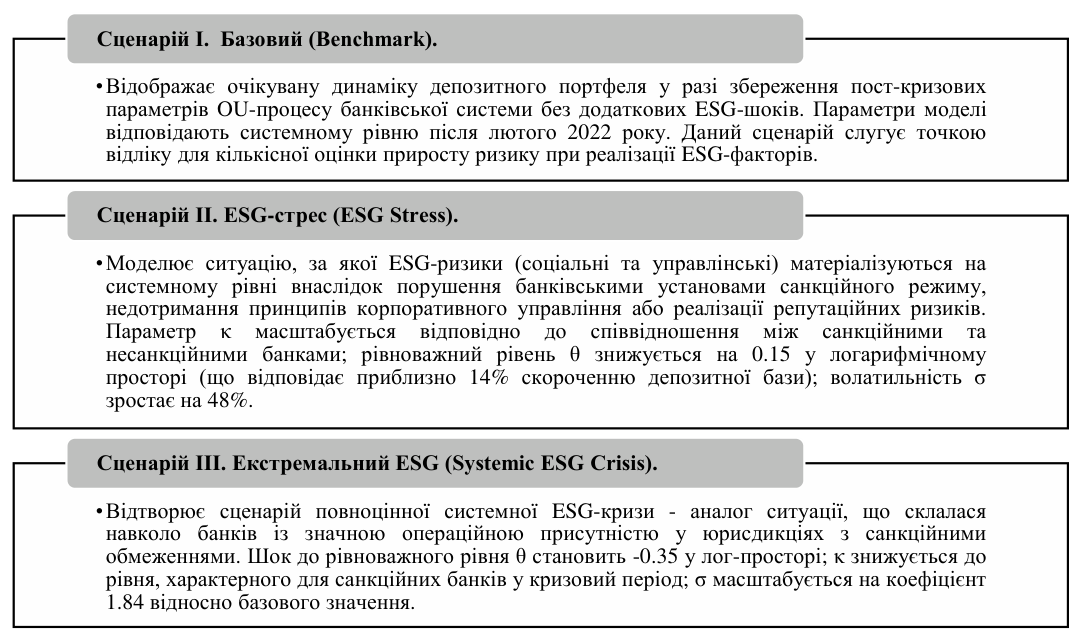 Сценарій I. Базовий (Benchmark).
•Відображає очікувану динаміку депозитного портфеля у разі збереження пост-кризових
параметрів OU-процесу банківської системи без додаткових ESG-шоків. Параметри моделі
відповідають системному рівню після лютого 2022 року. Даний сценарій слугує точкою
відліку для кількісної оцінки приросту ризику при реалізації ESG-факторів.
Сценарій II. ESG-стрес (ESG Stress).
•Моделює ситуацію, за якої ESG-ризики (соціальні та управлінські) матеріалізуються на
системному рівні внаслідок порушення банківськими установами санкційного режиму,
недотримання принципів корпоративного управління або реалізації репутаційних ризиків.
Параметр κ масштабується відповідно до співвідношення між санкційними та
несанкційними банками; рівноважний рівень θ знижується на 0.15 у логарифмічному
просторі (що відповідає приблизно 14% скороченню депозитної бази); волатильність σ
зростає на 48%.
Сценарій III. Екстремальний ESG (Systemic ESG Crisis).
•Відтворює сценарій повноцінної системної ESG-кризи - аналог ситуації, що склалася
навколо банків із значною операційною присутністю у юрисдикціях з санкційними
обмеженнями. Шок до рівноважного рівня θ становить -0.35 у лог-просторі; κ знижується до
рівня, характерного для санкційних банків у кризовий період; σ масштабується на коефіцієнт
1.84 відносно базового значення.